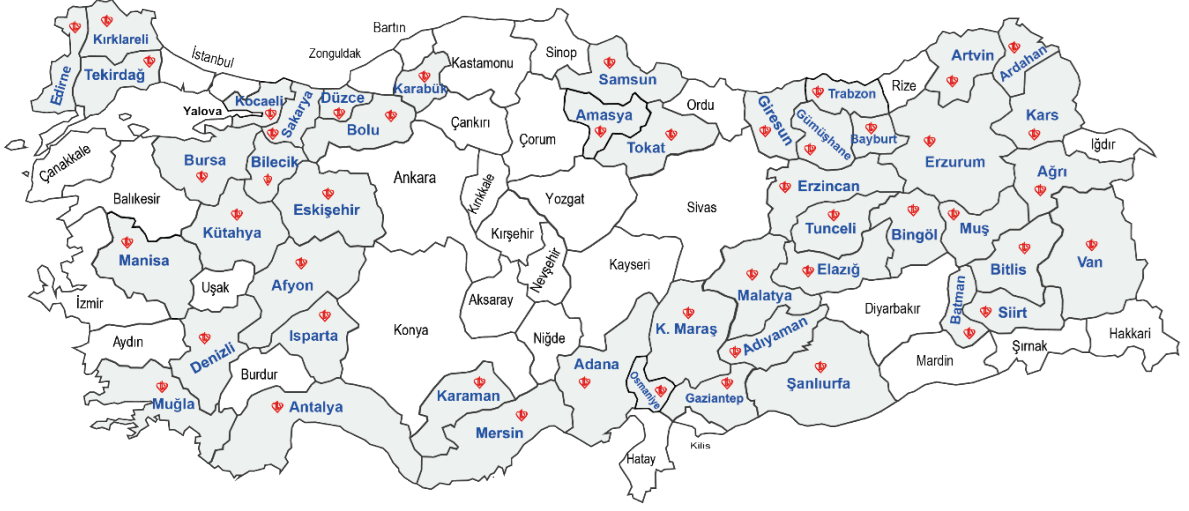 Kırklareli
Edirne
Tekirdağ
İstanbul
Yalova
Kocaeli
Sakarya
Düzce
Bolu
Zonguldak
Bartın
Karabük
Kastamonu
Sinop
Samsun
Amasya
Tokat
Ordu
Giresun
Gümüşhane
Trabzon
Bayburt
Rize
Artvin
Ardahan
Kars
Iğdır
Ağrı
Erzurum
Erzincan
Çanakkale
Balıkesir
Bursa
Bilecik
Eskişehir
Kütahya
Ankara
Çankırı
Çorum
Kırıkkale
Yozgat
Sivas
Kırşehir
Nevşehir
Kayseri
Tunceli
Bingöl
Muş
Bitlis
Van
Elazığ
Malatya
Manisa
Uşak
Afyon
İzmir
Aydın
Denizli
Isparta
Burdur
Konya
Aksaray
Niğde
Adana
K. Maraş
Adıyaman
Diyarbakır
Batman
Siirt
Mardin
Şırnak
Hakkari
Muğla
Antalya
Karaman
Mersin
Osmaniye
Gaziantep
Şanlıurfa
Kilis
Hatay